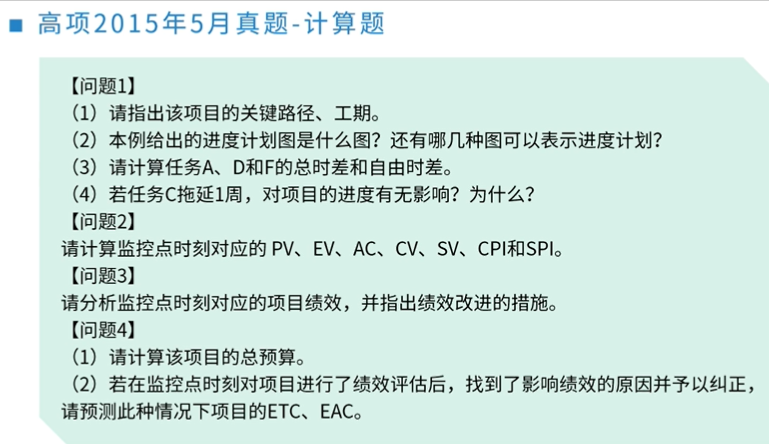 高项2015年5月真题-计算题
【问题1】
（1）请指出该项目的关键路径、工期。
（2）本例给出的进度计划图是什么图？还有哪几种图可以表示进度计划？
（3）请计算任务A、D和F的总时差和自由时差。
（4）若任务C拖延1周，对项目的进度有无影响？为什么？
【问题2】
请计算监控点时刻对应的 PV、EV、AC、CV、SV、CPI和SPI。
【问题3】
请分析监控点时刻对应的项目绩效，并指出绩效改进的措施。
【问题4】
（1）请计算该项目的总预算。
（2）若在监控点时刻对项目进行了绩效评估后，找到了影响绩效的原因并予以纠正，
请预测此种情况下项目的ETC、EAC。